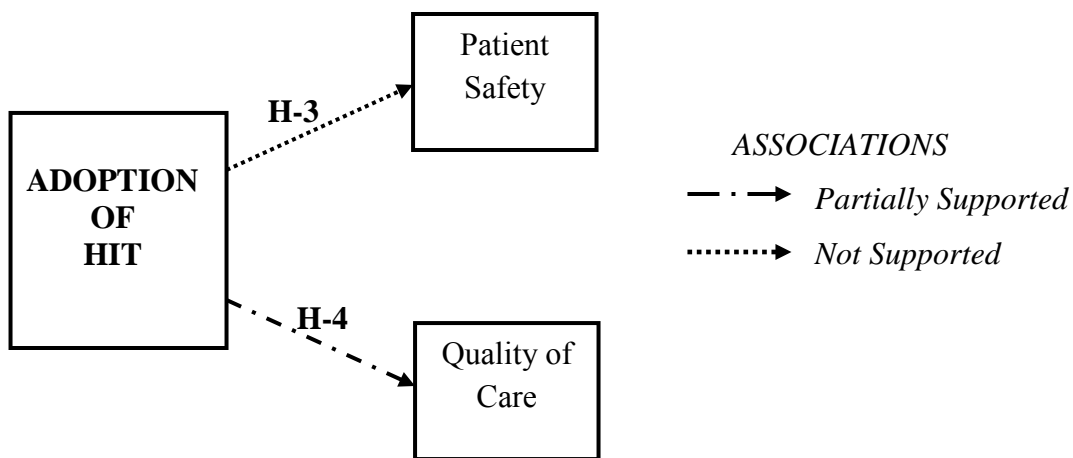 Patient
Safety
H-3
ADOPTION
OF
HIT
H-4
Quality of
Care
ASSOCIATIONS
Partially Supported
Not Supported